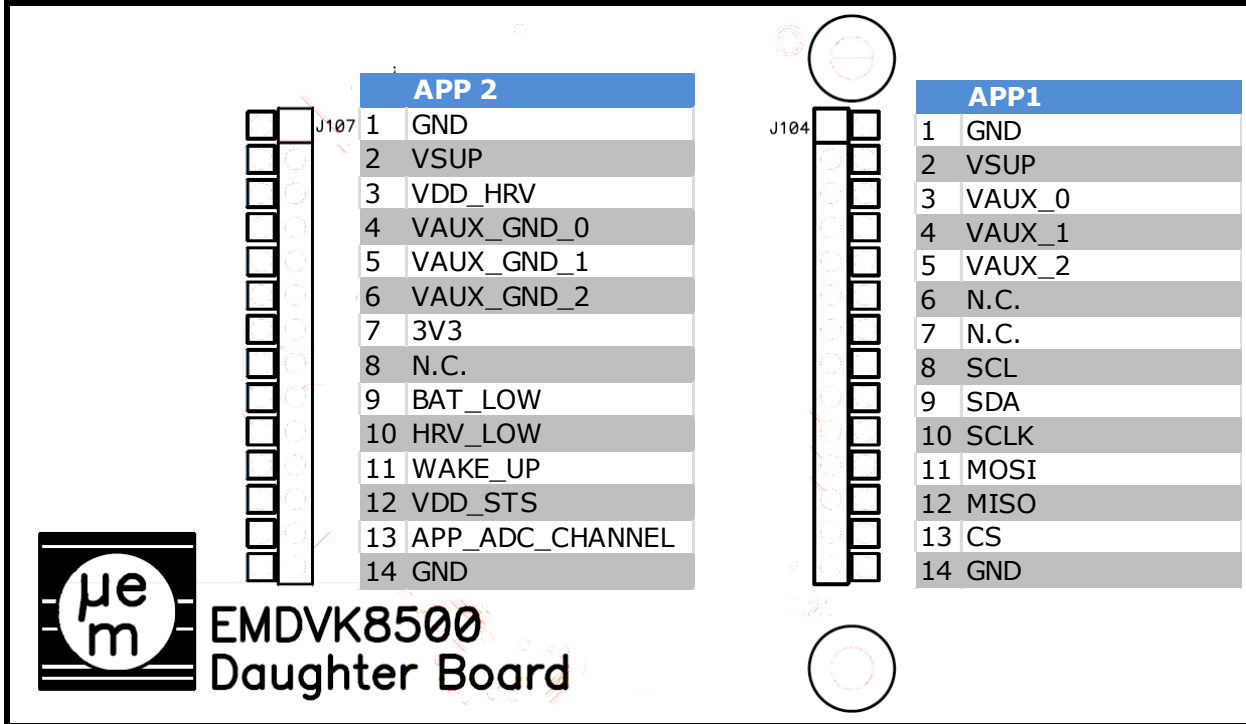 APP 2
J107
1 GND
2 VSUP
3 VDD_HRV
4 VAUX_GND_0
5 VAUX_GND_1
6 VAUX_GND_2
7 3V3
8 N.C.
9 BAT_LOW
10 HRV_LOW
11 WAKE_UP
12 VDD_STS
13 APP_ADC_CHANNEL
14 GND
J104
APP1
1 GND
2 VSUP
3 VAUX_0
4 VAUX_1
5 VAUX_2
6 N.C.
7 N.C.
8 SCL
9 SDA
10 SCLK
11 MOSI
12 MISO
13 CS
14 GND
µe
m
EMDVK8500
Daughter Board